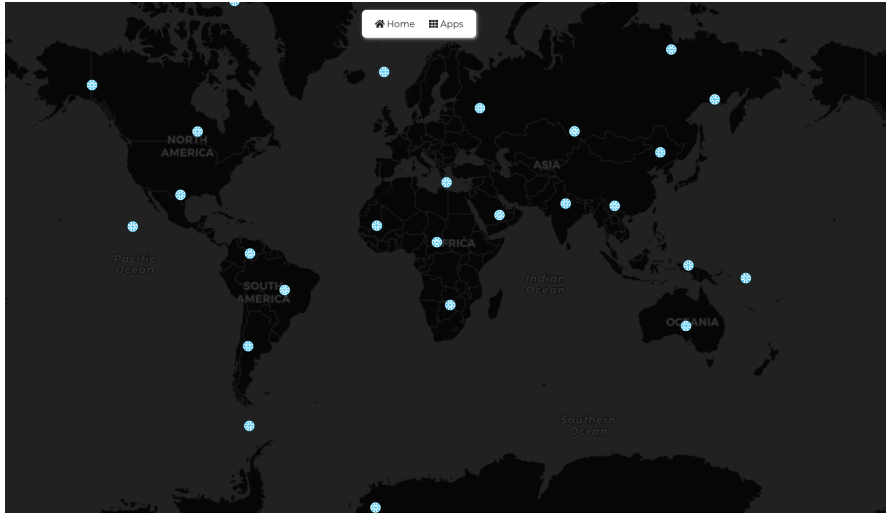 Home Apps
NORTH
AMERICA
ASIA
AFRICA
Pacific
Ocean
Indian
Ocean
SOUTH
AMERICA
OCEANIA
Southern
Ocean